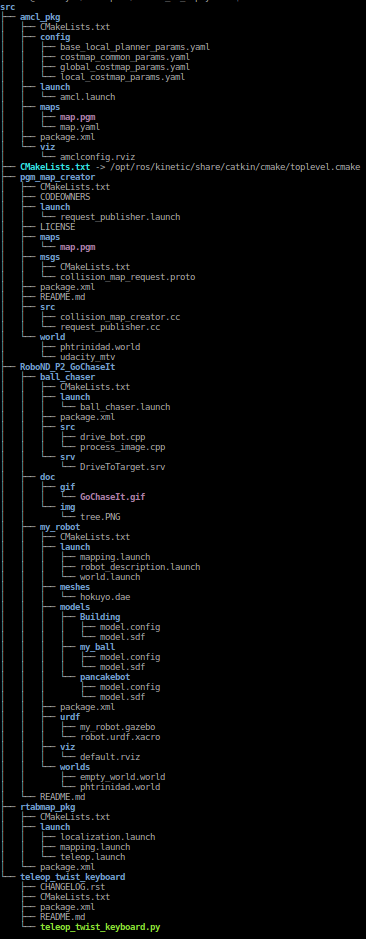 src
├── amcl_pkg
│   ├── CMakeLists.txt
│   ├── config
│   │   ├── base_local_planner_params.yaml
│   │   ├── costmap_common_params.yaml
│   │   ├── global_costmap_params.yaml
│   │   └── local_costmap_params.yaml
│   ├── launch
│   │   └── amcl.launch
│   ├── maps
│   │   ├── map.pgm
│   │   └── map.yaml
│   ├── package.xml
│   └── viz
│       └── amclconfig.rviz
├── CMakeLists.txt -> /opt/ros/kinetic/share/catkin/cmake/toplevel.cmake
├── pgm_map_creator
│   ├── CMakeLists.txt
│   ├── CODEOWNERS
│   ├── launch
│   │   └── request_publisher.launch
│   ├── LICENSE
│   ├── maps
│   │   └── map.pgm
│   ├── msgs
│   │   ├── CMakeLists.txt
│   │   └── collision_map_request.proto
│   ├── package.xml
│   ├── README.md
│   ├── src
│   │   ├── collision_map_creator.cc
│   │   └── request_publisher.cc
│   └── world
│       ├── phtrinidad.world
│       └── udacity_mtv
├── RoboND_P2_GoChaseIt
│   ├── ball_chaser
│   │   ├── CMakeLists.txt
│   │   ├── launch
│   │   │   └── ball_chaser.launch
│   │   ├── package.xml
│   │   ├── src
│   │   │   ├── drive_bot.cpp
│   │   │   └── process_image.cpp
│   │   └── srv
│   │       └── DriveToTarget.srv
│   ├── doc
│   │   ├── gif
│   │   │   └── GoChaseIt.gif
│   │   └── img
│   │       └── tree.PNG
│   ├── my_robot
│   │   ├── CMakeLists.txt
│   │   ├── launch
│   │   │   ├── mapping.launch
│   │   │   ├── robot_description.launch
│   │   │   └── world.launch
│   │   ├── meshes
│   │   │   └── hokuyo.dae
│   │   ├── models
│   │   │   ├── Building
│   │   │   │   ├── model.config
│   │   │   │   └── model.sdf
│   │   │   ├── my_ball
│   │   │   │   ├── model.config
│   │   │   │   └── model.sdf
│   │   │   └── pancakebot
│   │   │       ├── model.config
│   │   │       └── model.sdf
│   │   ├── package.xml
│   │   ├── urdf
│   │   │   ├── my_robot.gazebo
│   │   │   └── robot.urdf.xacro
│   │   ├── viz
│   │   │   └── default.rviz
│   │   └── worlds
│   │       ├── empty_world.world
│   │       └── phtrinidad.world
│   └── README.md
├── rtabmap_pkg
│   ├── CMakeLists.txt
│   ├── launch
│   │   ├── localization.launch
│   │   ├── mapping.launch
│   │   └── teleop.launch
│   └── package.xml
└── teleop_twist_keyboard
    ├── CHANGELOG.rst
    ├── CMakeLists.txt
    ├── package.xml
    ├── README.md
    └── teleop_twist_keyboard.py